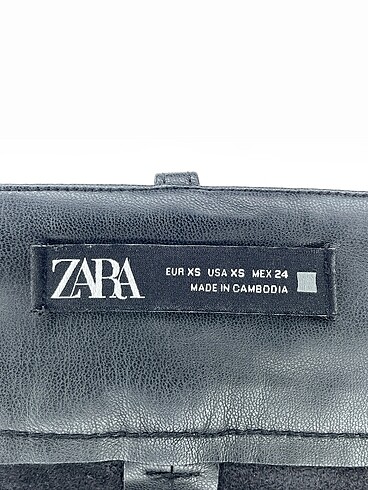 ZARA
EUR XS USA XS MEX 24
MADE IN CAMBODIA